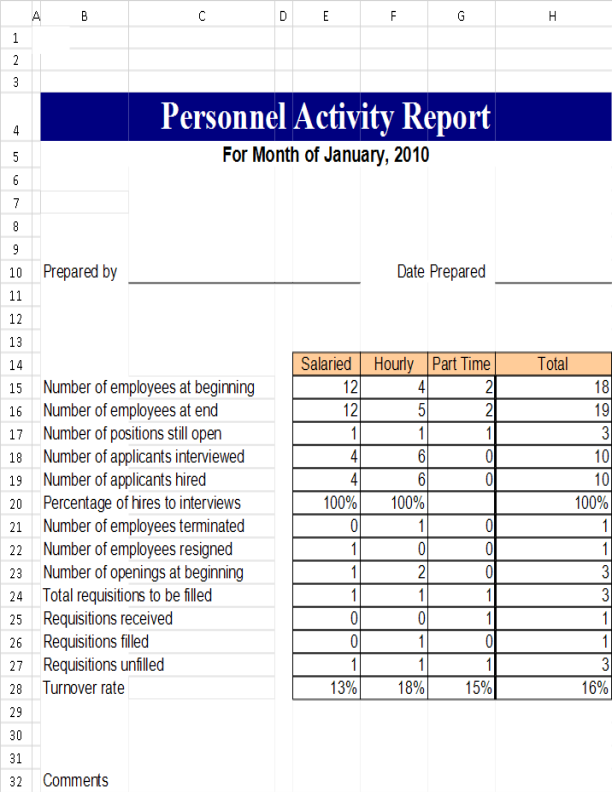 A B C D E F G H
1
2
3
4 Personnel Activity Report
5 For Month of January, 2010
6
7
8
9
10 Prepared by Date Prepared
11
12
13
14 Salaried Hourly Part Time Total
15 Number of employees at beginning 12 4 2 18
16 Number of employees at end 12 5 2 19
17 Number of positions still open 1 1 1 3
18 Number of applicants interviewed 4 6 0 10
19 Number of applicants hired 4 6 0 10
20 Percentage of hires to interviews 100% 100% 100%
21 Number of employees terminated 0 1 0 1
22 Number of employees resigned 1 0 0 1
23 Number of openings at beginning 1 2 0 3
24 Total requisitions to be filled 1 1 1 3
25 Requisitions received 0 0 1 1
26 Requisitions filled 0 1 0 1
27 Requisitions unfilled 1 1 1 3
28 Turnover rate 13% 18% 15% 16%
29
30
31
32 Comments